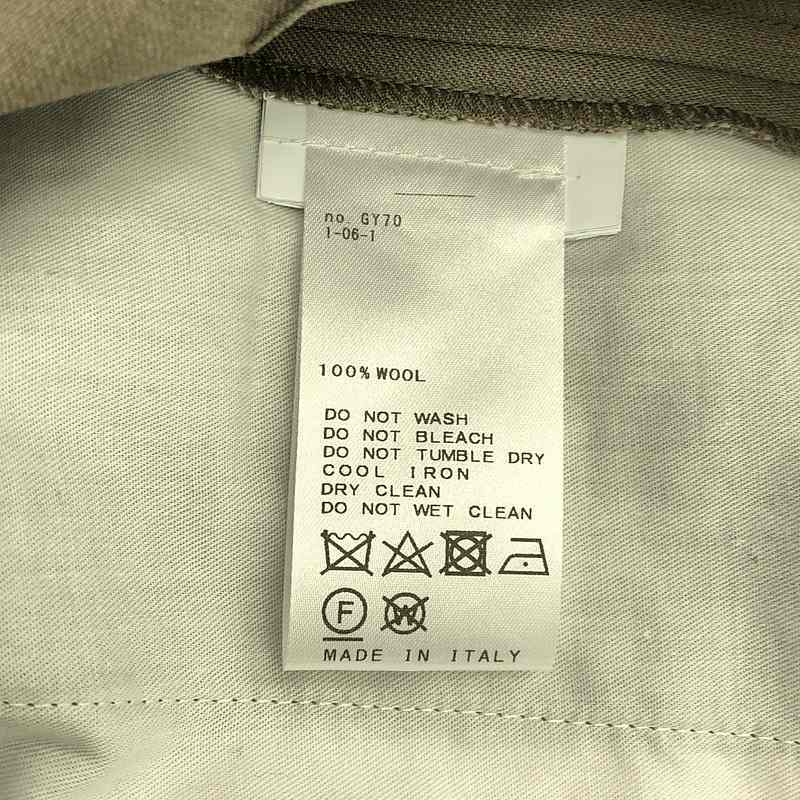 no. GY70
1-06-1
100% WOOL
DO NOT WASH
DO NOT BLEACH
DO NOT TUMBLE DRY
COOL IRON
DRY CLEAN
DO NOT WET CLEAN
F W
MADE IN ITALY